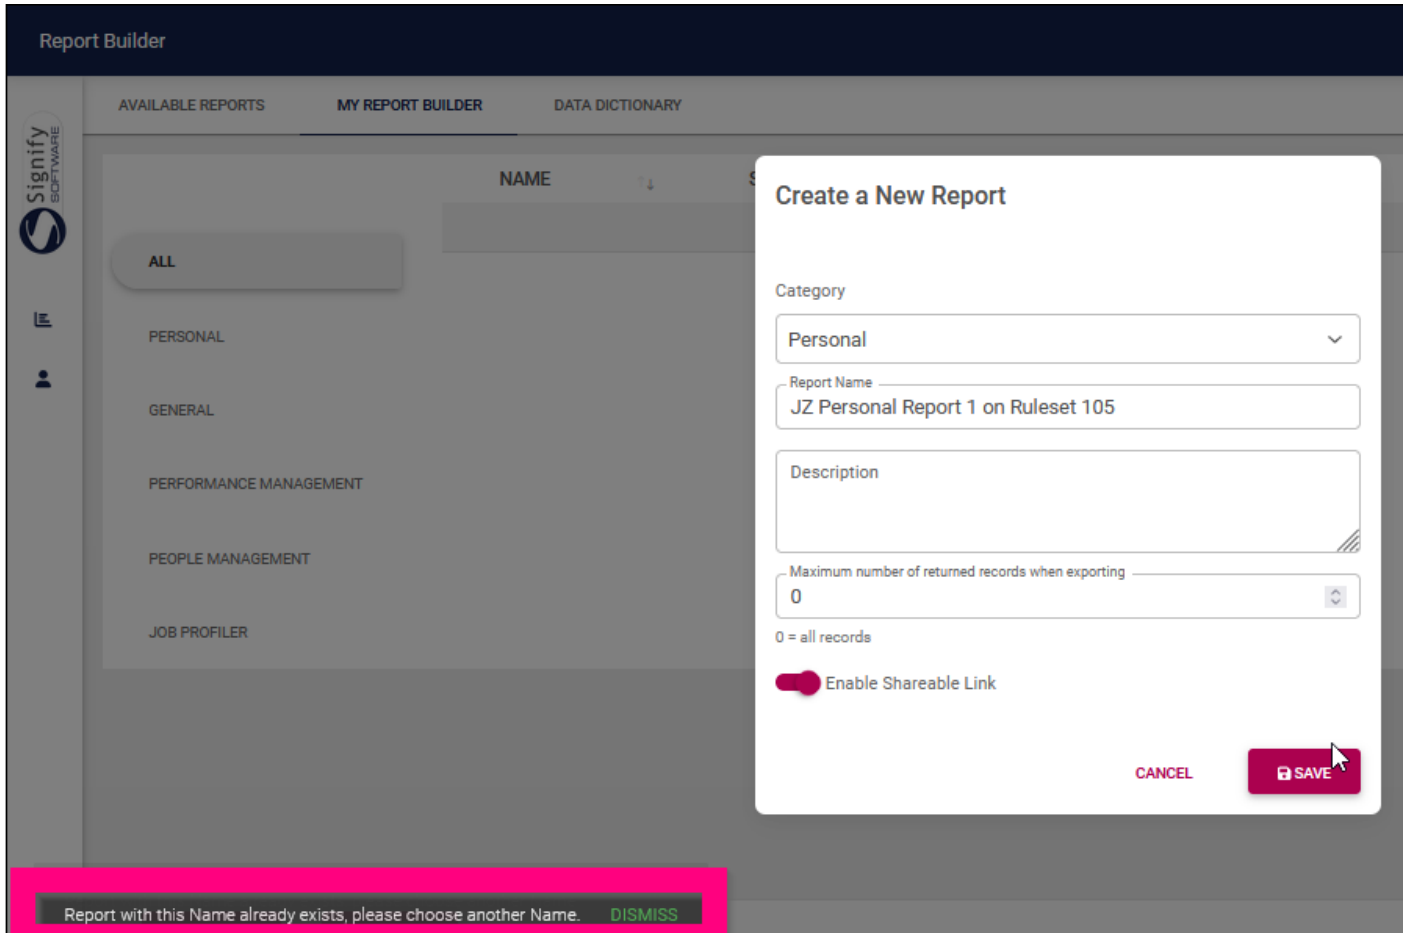 Report Builder
Signify
SOFTWARE
AVAILABLE REPORTS
MY REPORT BUILDER
DATA DICTIONARY
NAME
S
ALL
PERSONAL
GENERAL
PERFORMANCE MANAGEMENT
PEOPLE MANAGEMENT
JOB PROFILER
Create a New Report
Category
Personal
Report Name
JZ Personal Report 1 on Ruleset 105
Description
Maximum number of returned records when exporting
0
0 = all records
Enable Shareable Link
CANCEL
SAVE
Report with this Name already exists, please choose another Name. DISMISS